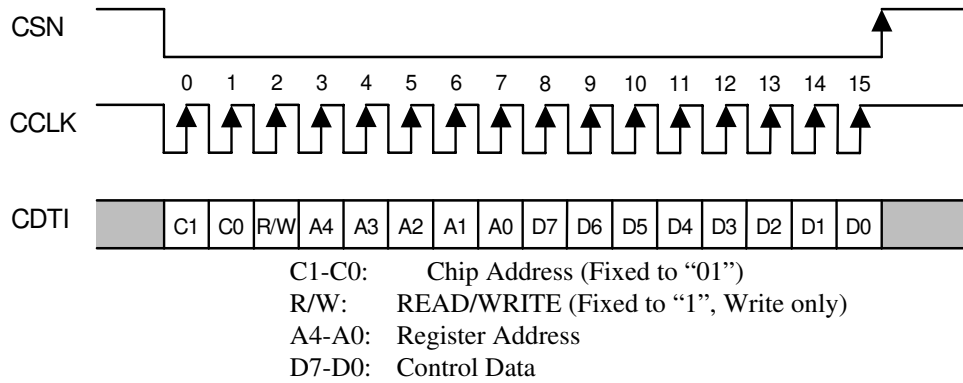 CSN
0 1 2 3 4 5 6 7 8 9 10 11 12 13 14 15
CCLK
CDTI
C1 C0 R/W A4 A3 A2 A1 A0 D7 D6 D5 D4 D3 D2 D1 D0
C1-C0: Chip Address (Fixed to “01”)
R/W: READ/WRITE (Fixed to “1”, Write only)
A4-A0: Register Address
D7-D0: Control Data